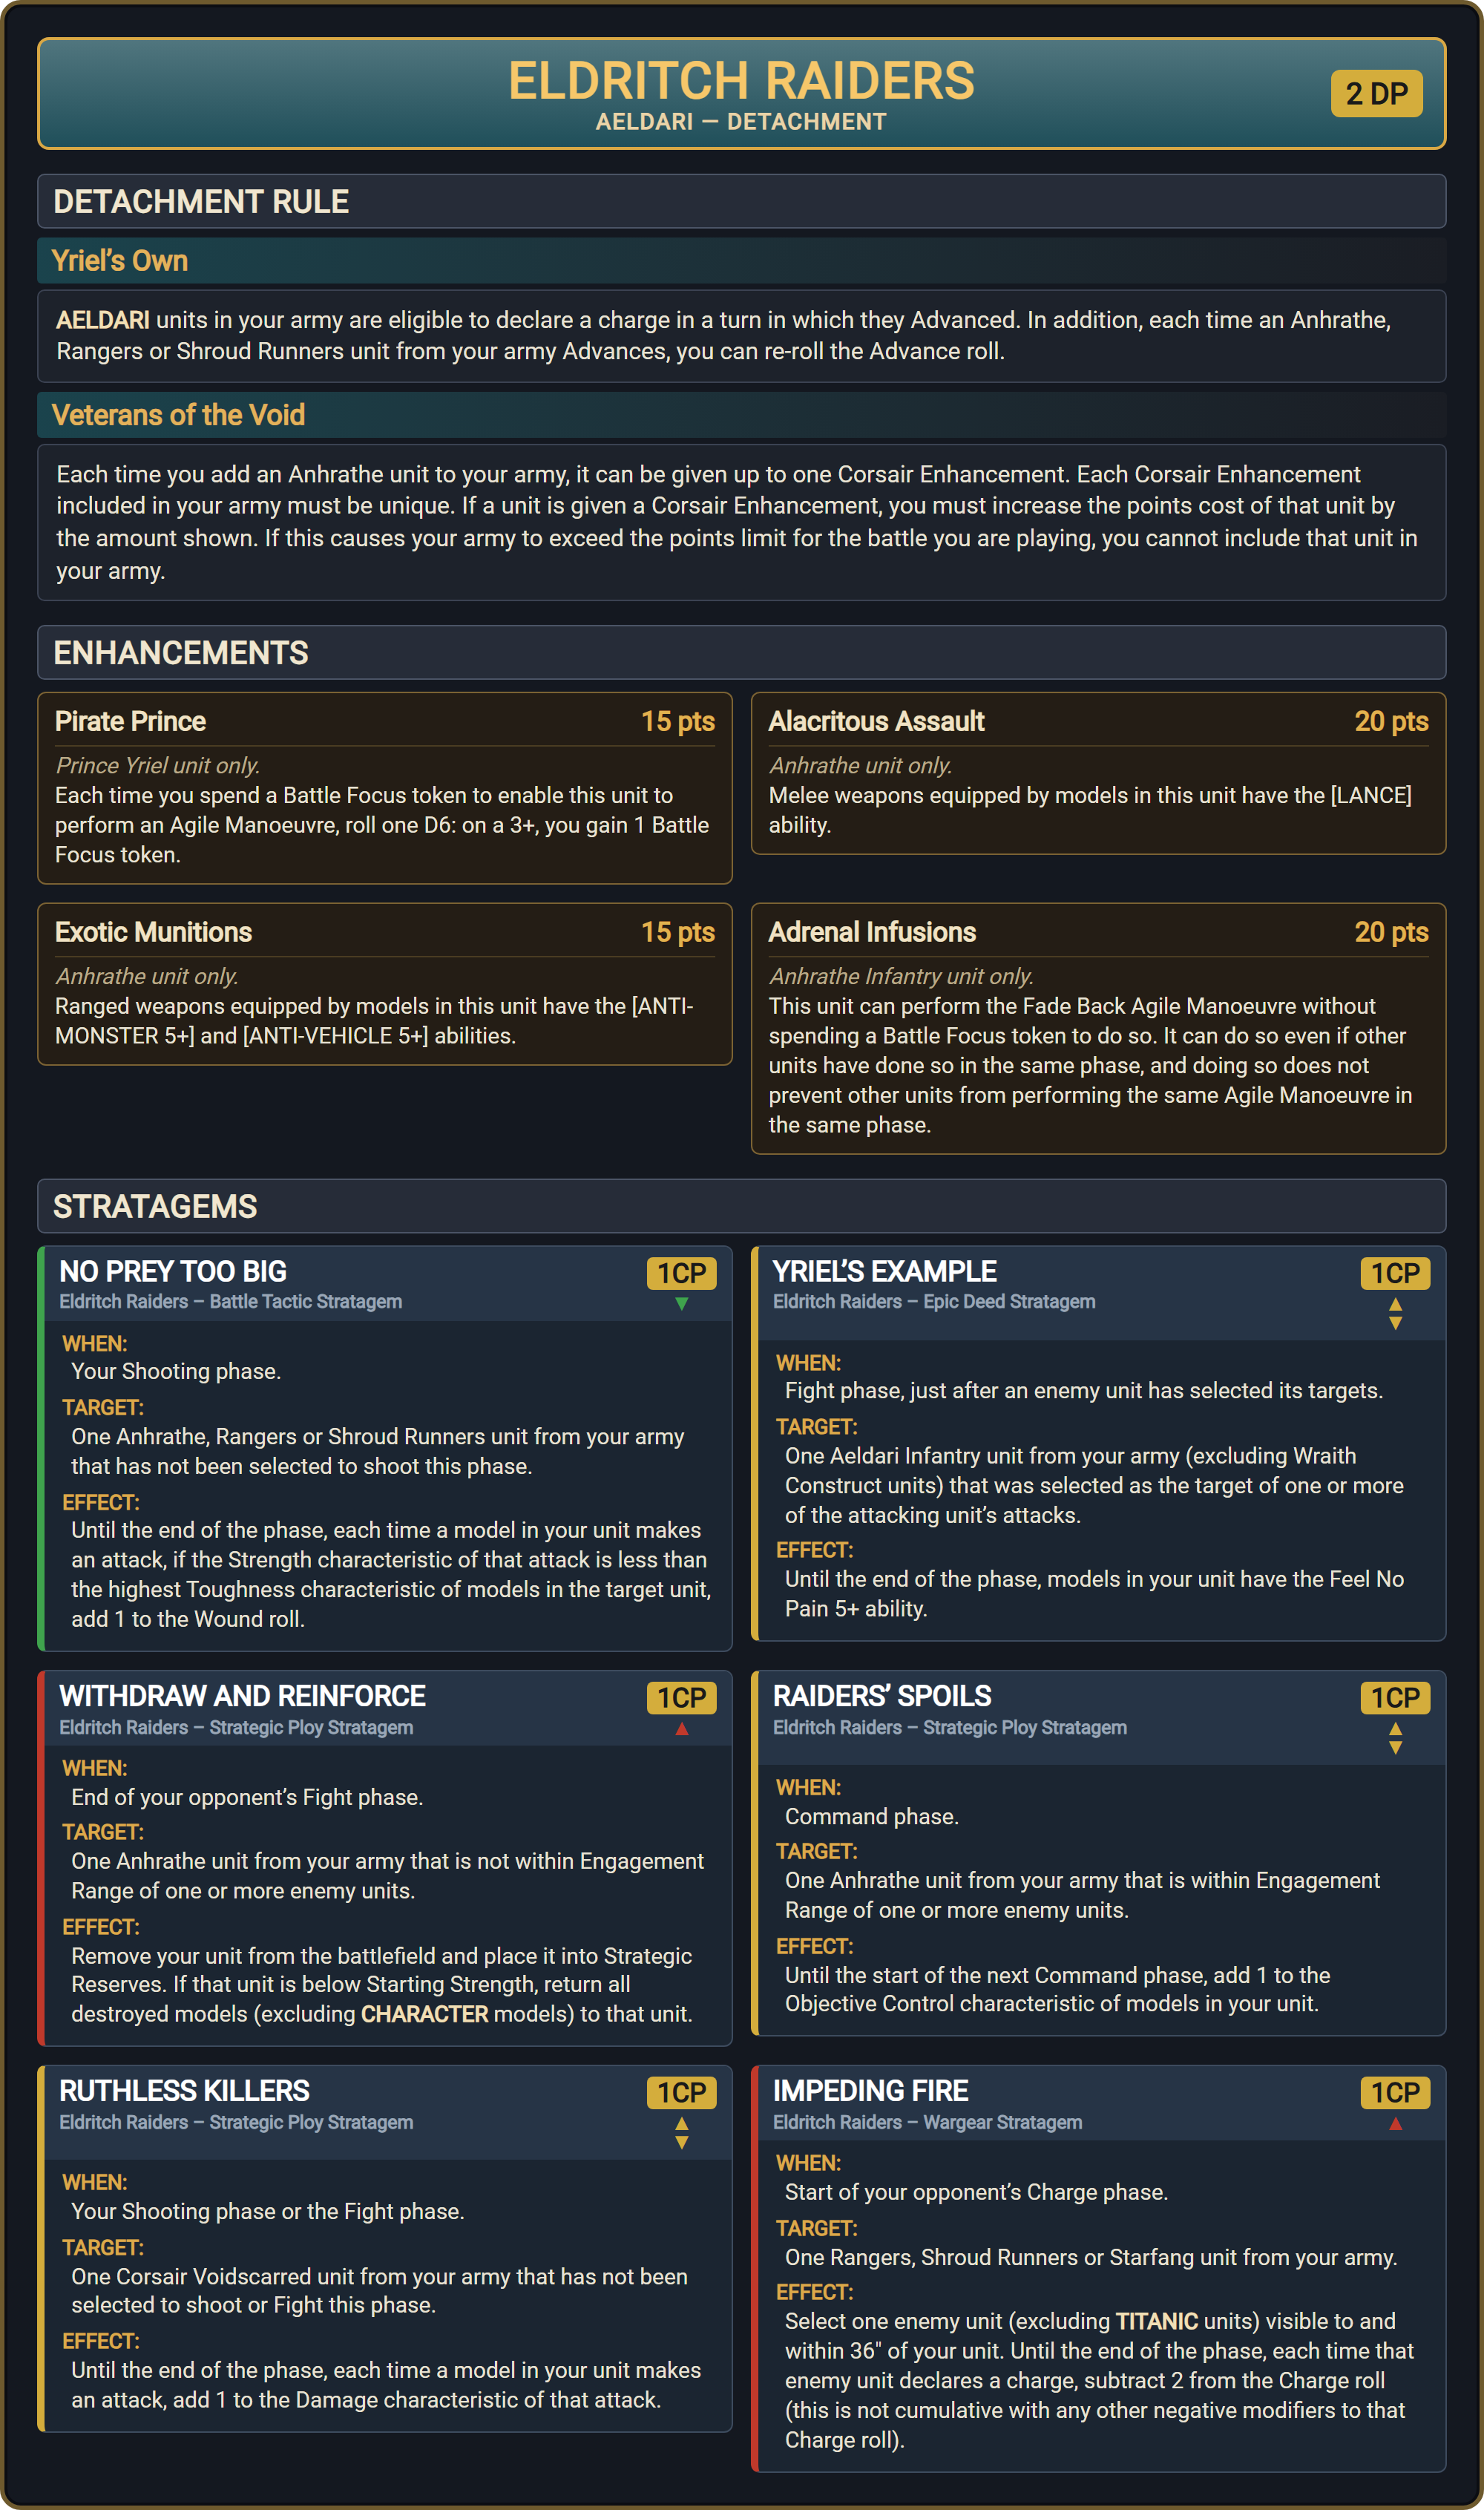 ELDRITCH RAIDERS
AELDARI — DETACHMENT
2 DP
DETACHMENT RULE
Yriel’s Own
AELDARI units in your army are eligible to declare a charge in a turn in which they Advanced. In addition, each time an Anhrathe,
Rangers or Shroud Runners unit from your army Advances, you can re-roll the Advance roll.
Veterans of the Void
Each time you add an Anhrathe unit to your army, it can be given up to one Corsair Enhancement. Each Corsair Enhancement
included in your army must be unique. If a unit is given a Corsair Enhancement, you must increase the points cost of that unit by
the amount shown. If this causes your army to exceed the points limit for the battle you are playing, you cannot include that unit in
your army.
ENHANCEMENTS
Pirate Prince 15 pts
Prince Yriel unit only.
Each time you spend a Battle Focus token to enable this unit to
perform an Agile Manoeuvre, roll one D6: on a 3+, you gain 1 Battle
Focus token.
Alacritous Assault 20 pts
Anhrathe unit only.
Melee weapons equipped by models in this unit have the [LANCE]
ability.
Exotic Munitions 15 pts
Anhrathe unit only.
Ranged weapons equipped by models in this unit have the [ANTI-
MONSTER 5+] and [ANTI-VEHICLE 5+] abilities.
Adrenal Infusions 20 pts
Anhrathe Infantry unit only.
This unit can perform the Fade Back Agile Manoeuvre without
spending a Battle Focus token to do so. It can do so even if other
units have done so in the same phase, and doing so does not
prevent other units from performing the same Agile Manoeuvre in
the same phase.
STRATAGEMS
NO PREY TOO BIG 1CP
Eldritch Raiders – Battle Tactic Stratagem ▼
WHEN:
Your Shooting phase.
TARGET:
One Anhrathe, Rangers or Shroud Runners unit from your army
that has not been selected to shoot this phase.
EFFECT:
Until the end of the phase, each time a model in your unit makes
an attack, if the Strength characteristic of that attack is less than
the highest Toughness characteristic of models in the target unit,
add 1 to the Wound roll.
YRIEL’S EXAMPLE 1CP
Eldritch Raiders – Epic Deed Stratagem ▲
▼
WHEN:
Fight phase, just after an enemy unit has selected its targets.
TARGET:
One Aeldari Infantry unit from your army (excluding Wraith
Construct units) that was selected as the target of one or more
of the attacking unit’s attacks.
EFFECT:
Until the end of the phase, models in your unit have the Feel No
Pain 5+ ability.
WITHDRAW AND REINFORCE 1CP
Eldritch Raiders – Strategic Ploy Stratagem ▲
WHEN:
End of your opponent’s Fight phase.
TARGET:
One Anhrathe unit from your army that is not within Engagement
Range of one or more enemy units.
EFFECT:
Remove your unit from the battlefield and place it into Strategic
Reserves. If that unit is below Starting Strength, return all
destroyed models (excluding CHARACTER models) to that unit.
RAIDERS’ SPOILS 1CP
Eldritch Raiders – Strategic Ploy Stratagem ▲
▼
WHEN:
Command phase.
TARGET:
One Anhrathe unit from your army that is within Engagement
Range of one or more enemy units.
EFFECT:
Until the start of the next Command phase, add 1 to the
Objective Control characteristic of models in your unit.
RUTHLESS KILLERS 1CP
Eldritch Raiders – Strategic Ploy Stratagem ▲
▼
WHEN:
Your Shooting phase or the Fight phase.
TARGET:
One Corsair Voidscarred unit from your army that has not been
selected to shoot or Fight this phase.
EFFECT:
Until the end of the phase, each time a model in your unit makes
an attack, add 1 to the Damage characteristic of that attack.
IMPEDING FIRE 1CP
Eldritch Raiders – Wargear Stratagem ▲
WHEN:
Start of your opponent’s Charge phase.
TARGET:
One Rangers, Shroud Runners or Starfang unit from your army.
EFFECT:
Select one enemy unit (excluding TITANIC units) visible to and
within 36" of your unit. Until the end of the phase, each time that
enemy unit declares a charge, subtract 2 from the Charge roll
(this is not cumulative with any other negative modifiers to that
Charge roll).